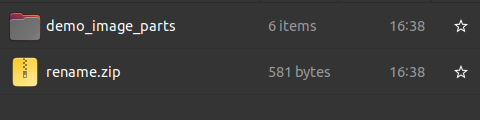 demo_image_parts 6 items 16:38
rename.zip 581 bytes 16:38